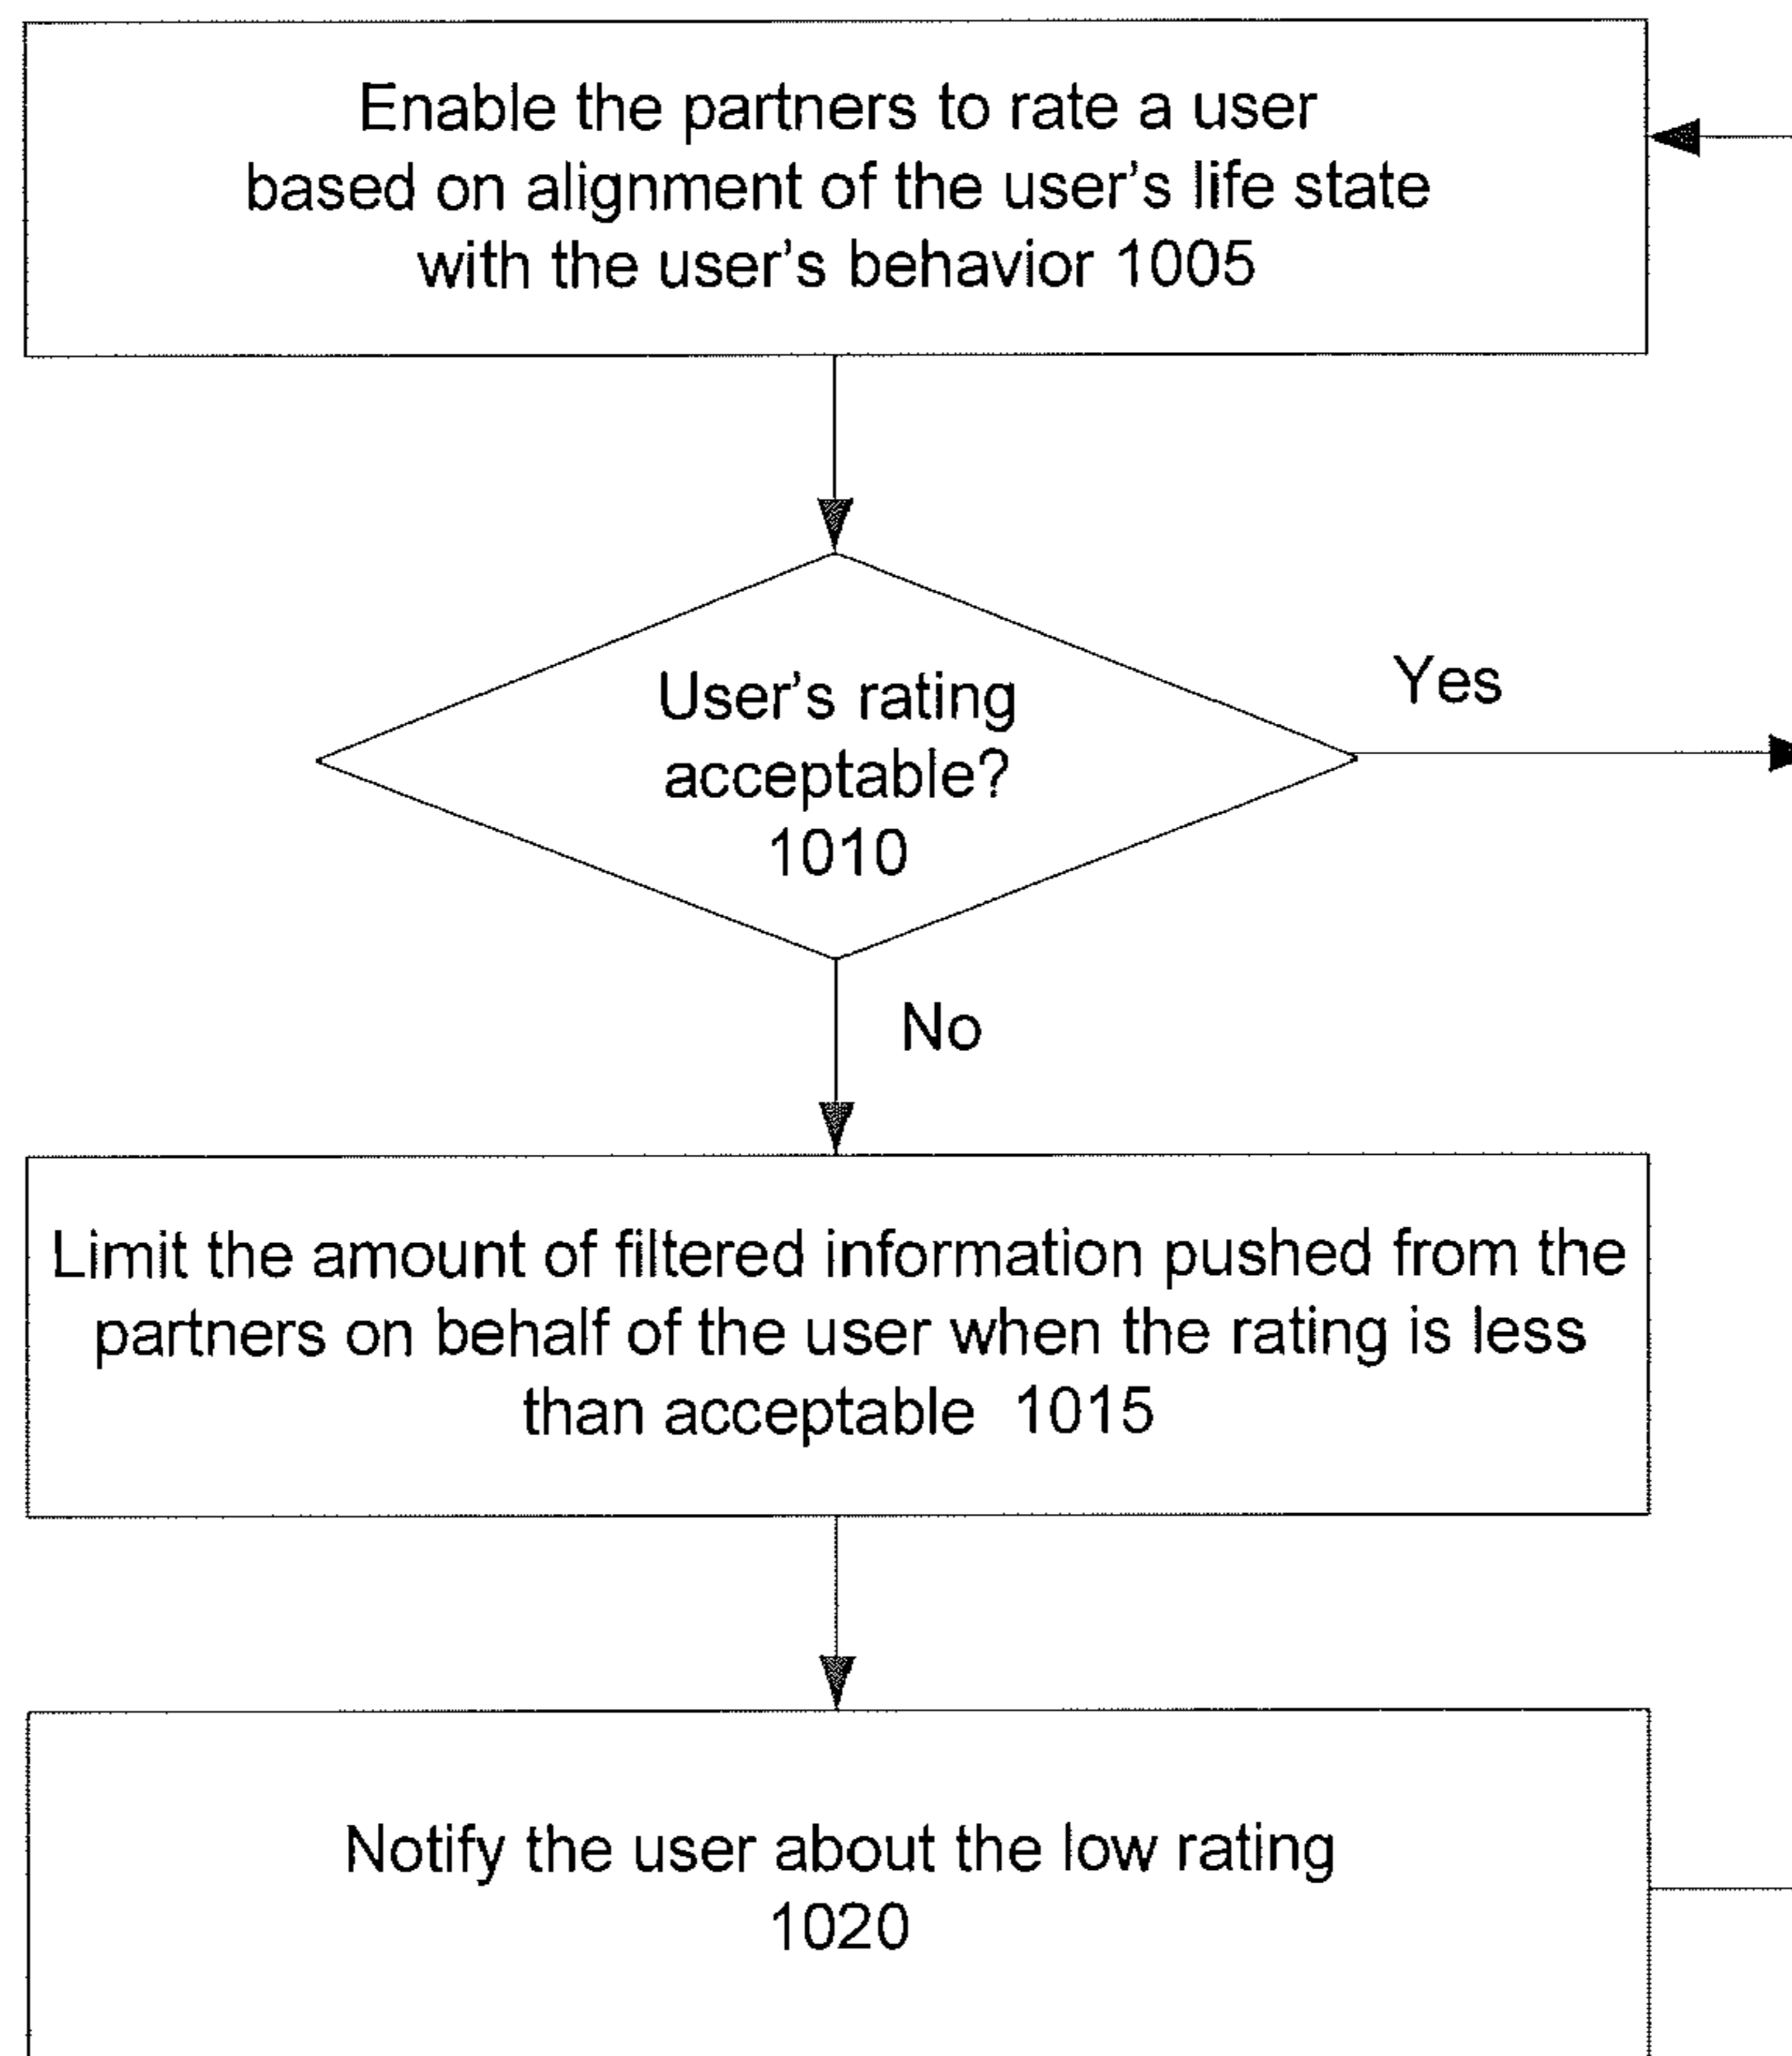 Enable the partners to rate a user
based on alignment of the user's life state
with the user's behavior 1005
User's rating
acceptable?
1010
Yes
No
Limit the amount of filtered information pushed from the
partners on behalf of the user when the rating is less
than acceptable 1015
Notify the user about the low rating
1020